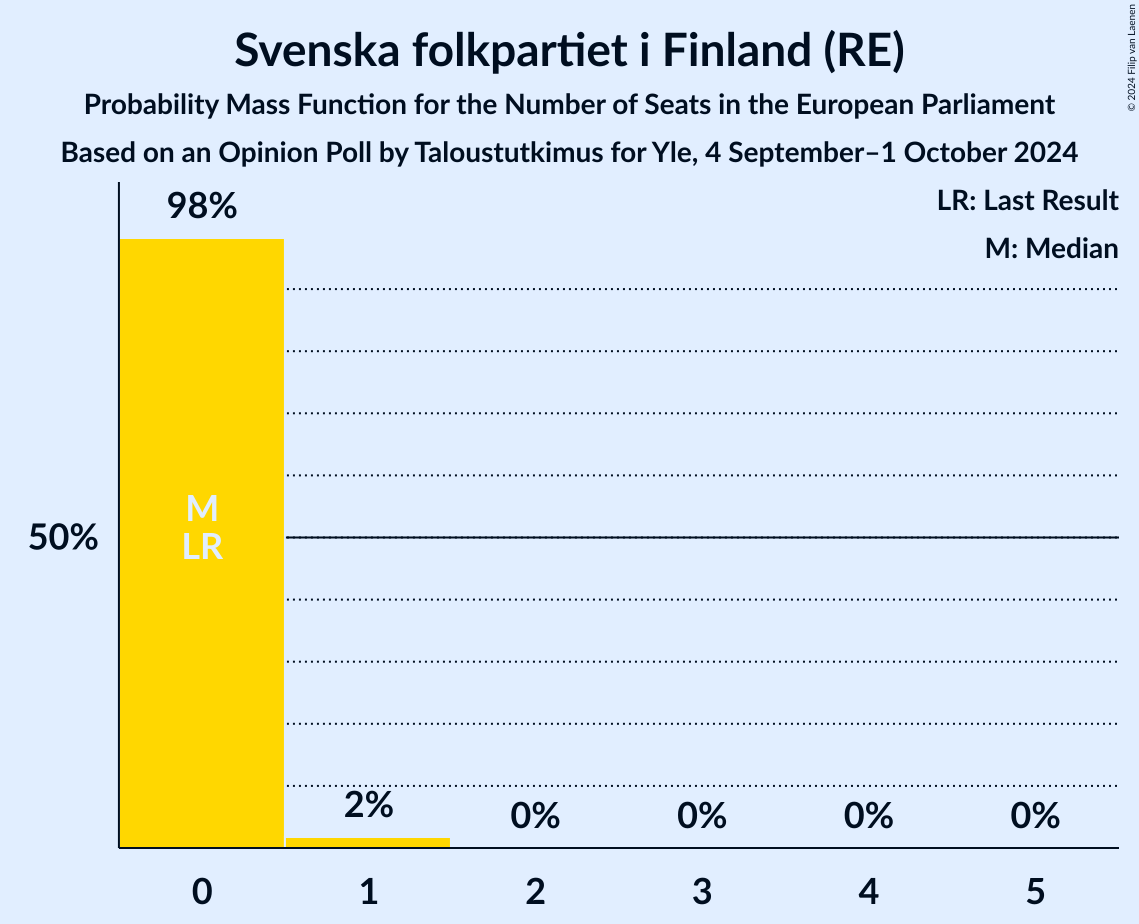 Svenska folkpartiet i Finland (RE)
Probability Mass Function for the Number of Seats in the European Parliament
Based on an Opinion Poll by Taloustutkimus for Yle, 4 September–1 October 2024
© 2024 Filip van Laenen
LR: Last Result
M: Median
98%
M
LR
50%
2%
0%
0%
0%
0%
0
1
2
3
4
5